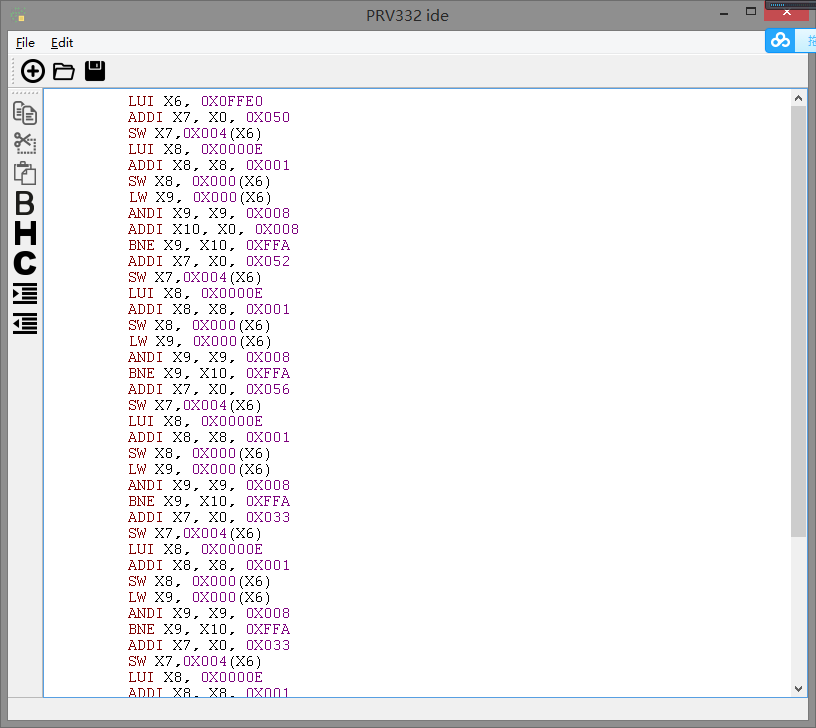 PRV332 ide
File Edit
LUI X6, 0X0FFE0
ADDI X7, X0, 0X050
SW X7,0X004(X6)
LUI X8, 0X0000E
ADDI X8, X8, 0X001
SW X8, 0X000(X6)
LW X9, 0X000(X6)
ANDI X9, X9, 0X008
ADDI X10, X0, 0X008
BNE X9, X10, 0XFFA
ADDI X7, X0, 0X052
SW X7,0X004(X6)
LUI X8, 0X0000E
ADDI X8, X8, 0X001
SW X8, 0X000(X6)
LW X9, 0X000(X6)
ANDI X9, X9, 0X008
BNE X9, X10, 0XFFA
ADDI X7, X0, 0X056
SW X7,0X004(X6)
LUI X8, 0X0000E
ADDI X8, X8, 0X001
SW X8, 0X000(X6)
LW X9, 0X000(X6)
ANDI X9, X9, 0X008
BNE X9, X10, 0XFFA
ADDI X7, X0, 0X033
SW X7,0X004(X6)
LUI X8, 0X0000E
ADDI X8, X8, 0X001
SW X8, 0X000(X6)
LW X9, 0X000(X6)
ANDI X9, X9, 0X008
BNE X9, X10, 0XFFA
ADDI X7, X0, 0X033
SW X7,0X004(X6)
LUI X8, 0X0000E
ADDI X8, X8, 0X001
B
H
C